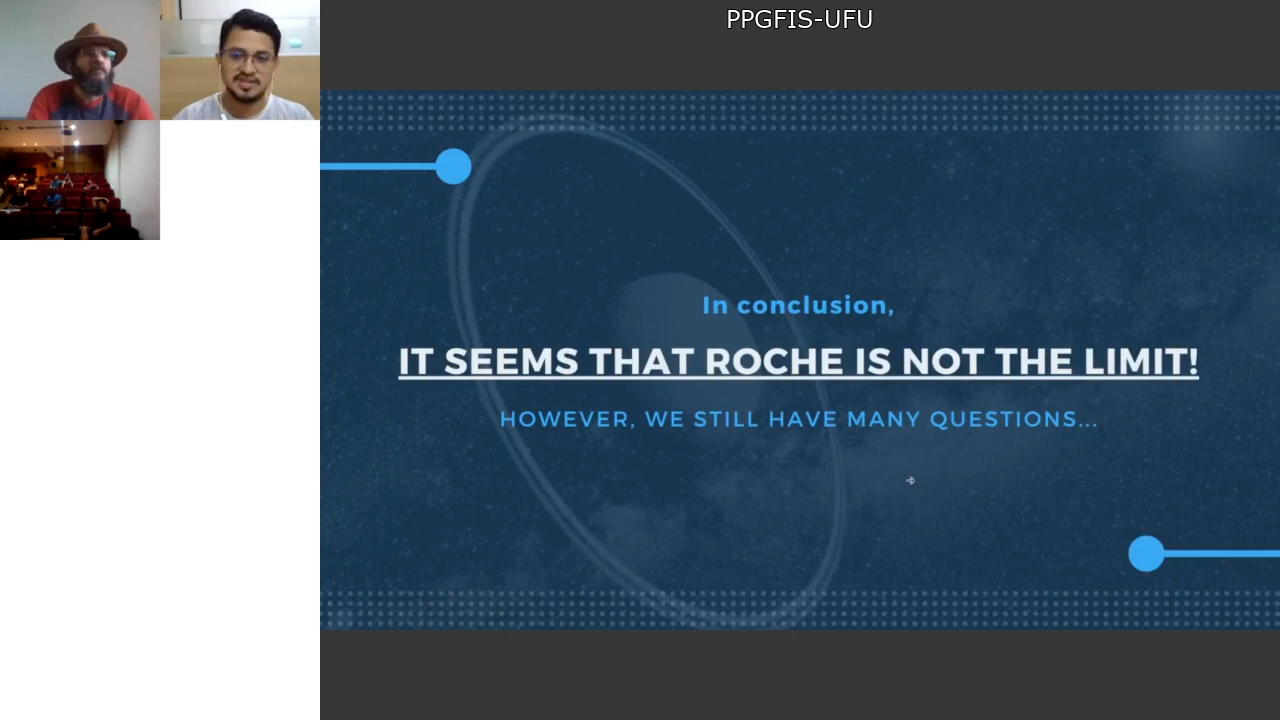 PPGFIS-UFU
In conclusion,
IT SEEMS THAT ROCHE IS NOT THE LIMIT!
HOWEVER, WE STILL HAVE MANY QUESTIONS...